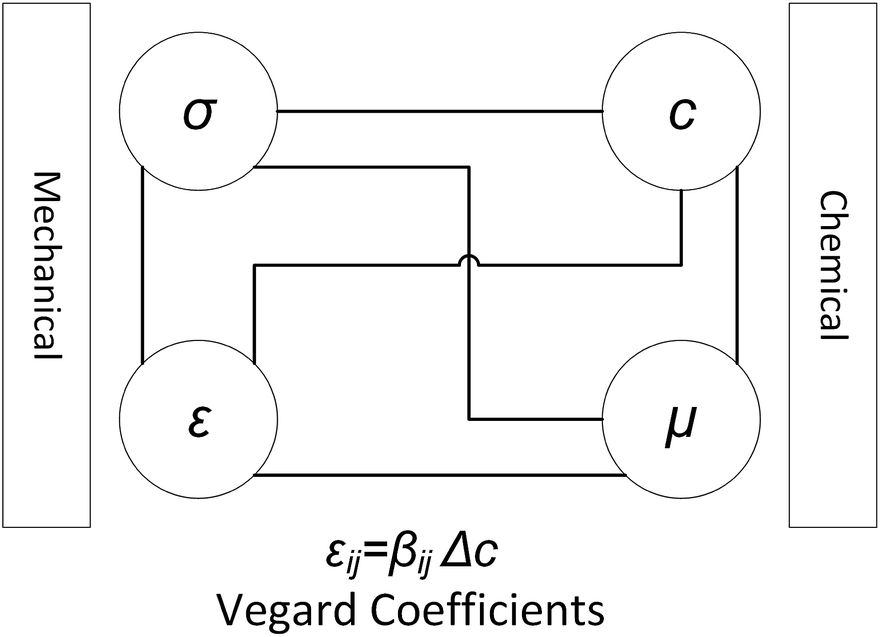 Mechanical
σ
c
Chemical
ε
μ
εij=βij Δc
Vegard Coefficients